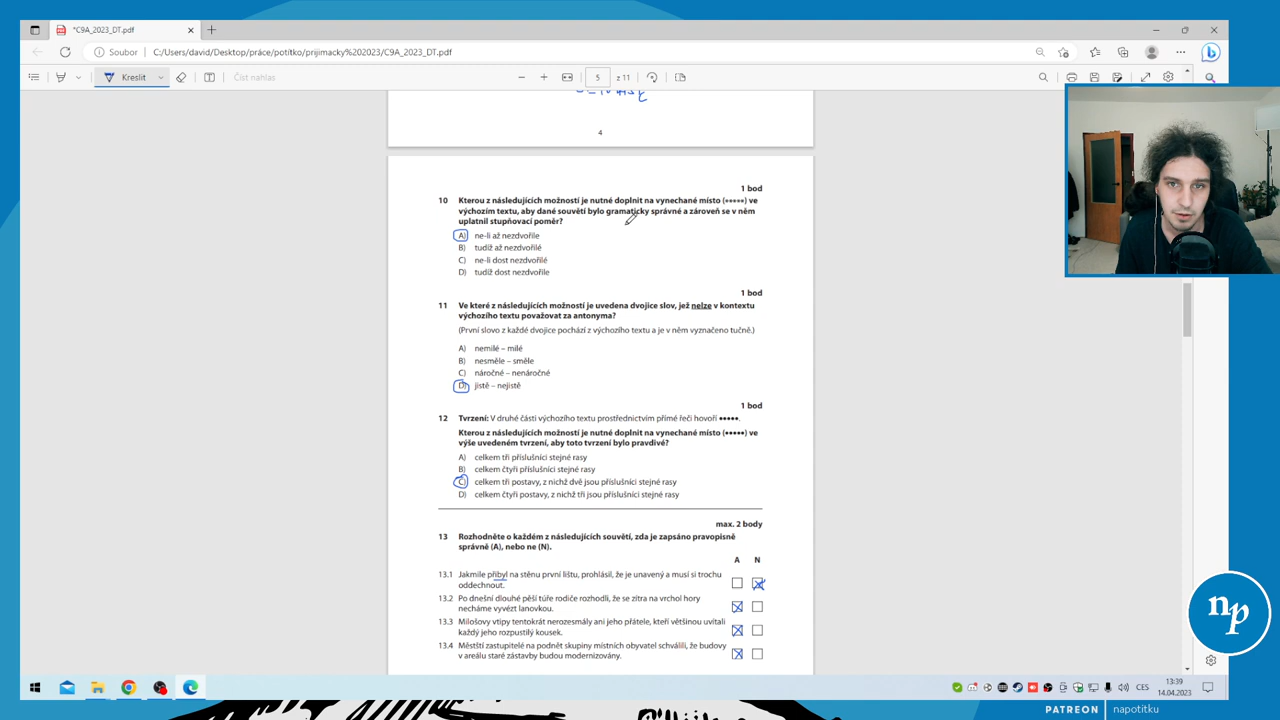 *C9A_2023_DT.pdf
Soubor
C:/Users/david/Desktop/práce/potítko/prijimacky%202023/C9A_2023_DT.pdf
Kreslit
Číst nahlas
5
z 11
4
1 bod
10 Kterou z následujících možností je nutné doplnit na vynechané místo (*****) ve
výchozím textu, aby dané souvětí bylo gramaticky správné a zároveň se v něm
uplatnil stupňovací poměr?
A) ne-li až nezdvořile
B) tudíž až nezdvořilé
C) ne-li dost nezdvořilé
D) tudíž dost nezdvořile
1 bod
11 Ve které z následujících možností je uvedena dvojice slov, jež nelze v kontextu
výchozího textu považovat za antonyma?
(První slovo z každé dvojice pochází z výchozího textu a je v něm vyznačeno tučně.)
A) nemilé – milé
B) nesměle – směle
C) náročné – nenáročné
D) jistě – nejistě
1 bod
12 Tvrzení: V druhé části výchozího textu prostřednictvím přímé řeči hovoří •••••.
Kterou z následujících možností je nutné doplnit na vynechané místo (•••••) ve
výše uvedeném tvrzení, aby toto tvrzení bylo pravdivé?
A) celkem tři příslušníci stejné rasy
B) celkem čtyři příslušníci stejné rasy
C) celkem tři postavy, z nichž dvě jsou příslušníci stejné rasy
D) celkem čtyři postavy, z nichž tři jsou příslušníci stejné rasy
max. 2 body
13 Rozhodněte o každém z následujících souvětí, zda je zapsáno pravopisně
správně (A), nebo ne (N).
A N
13.1 Jakmile přibyl na stěnu první lištu, prohlásil, že je unavený a musí si trochu
oddechnout.
13.2 Po dnešní dlouhé pěší túře rodiče rozhodli, že se zítra na vrchol hory
necháme vyvézt lanovkou.
13.3 Milošovy vtipy tentokrát nerozesmály ani jeho přátele, kteří většinou uvítali
každý jeho rozpustilý kousek.
13.4 Městští zastupitelé na podnět skupiny místních obyvatel schválili, že budovy
v areálu staré zástavby budou modernizovány.
np
CES
13:39
14.04.2023
PATREON
napotitku